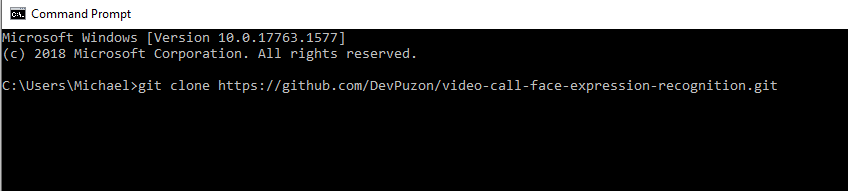 Command Prompt
Microsoft Windows [Version 10.0.17763.1577]
(c) 2018 Microsoft Corporation. All rights reserved.
C:\Users\Michael>git clone https://github.com/DevPuzon/video-call-face-expression-recognition.git